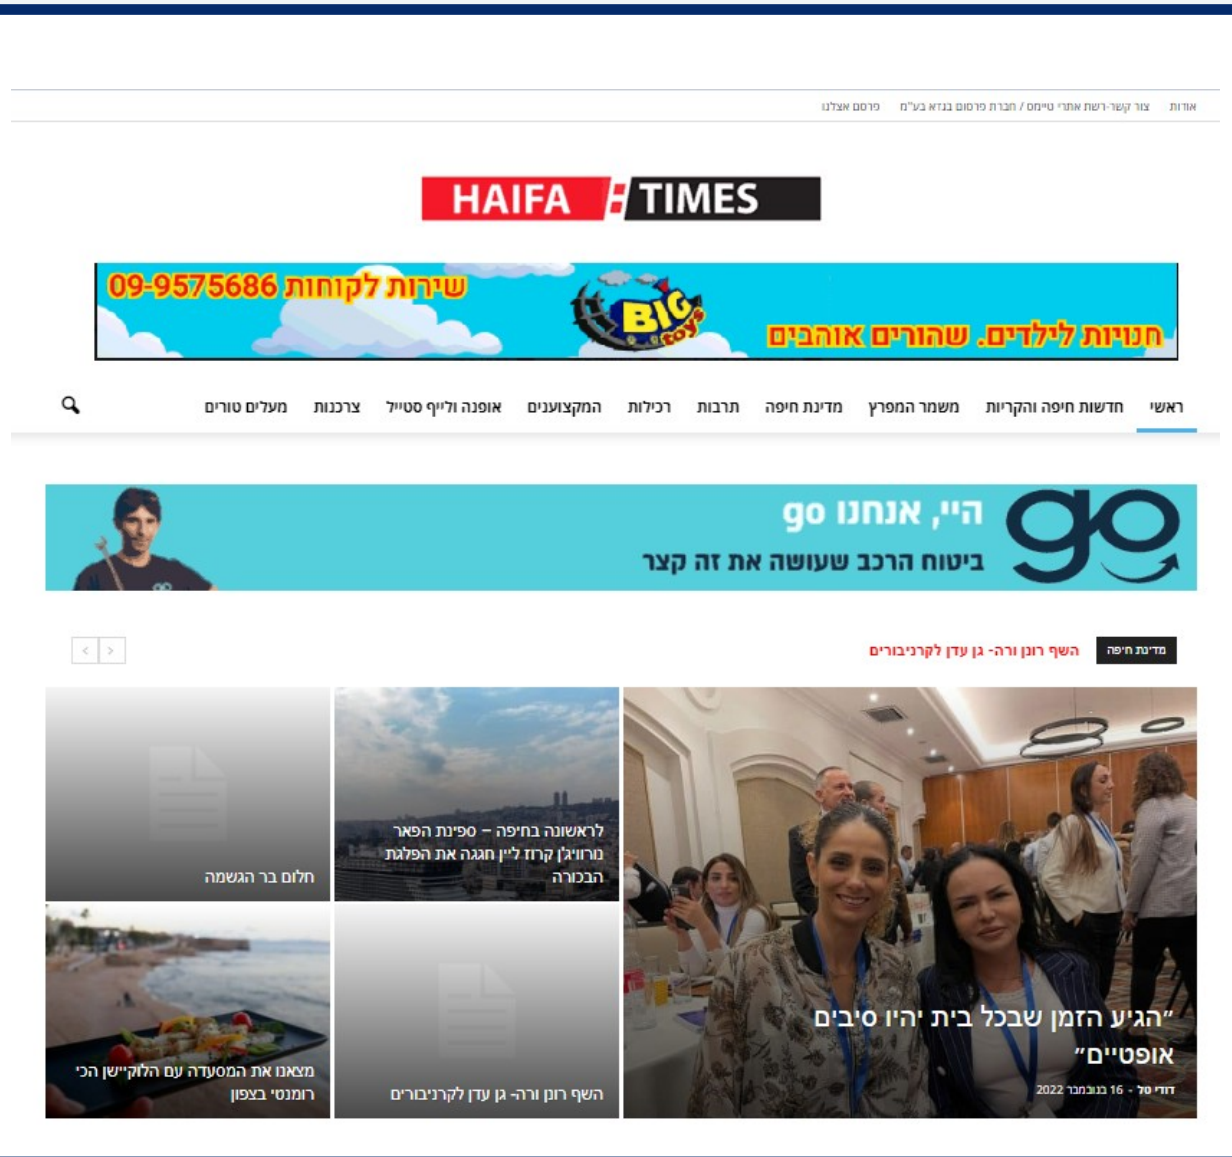 אודות צור קשר-רשת אתרי טיימס / חברת פרסום בנדא בע"מ פרסם אצלנו
HAIFA TIMES
שירות לקוחות 09-9575686
BIG
toys
חנויות לילדים. שהורים אוהבים
ראשי חדשות חיפה והקריות משמר המפרץ מדינת חיפה תרבות רכילות המקצוענים אופנה ולייף סטייל צרכנות מעלים טורים
go
היי, אנחנו go
ביטוח הרכב שעושה את זה קצר
מדינת חיפה השף רונן ורה- גן עדן לקרניבורים
"הגיע הזמן שבכל בית יהיו סיבים
אופטיים"
דודי טל - 16 בנובמבר 2022
לראשונה בחיפה – ספינת הפאר
נורוויג'ן קרוז ליין חגגה את הפלגת
הבכורה
חלום בר הגשמה
השף רונן ורה- גן עדן לקרניבורים
מצאנו את המסעדה עם הלוקיישן הכי
רומנטי בצפון